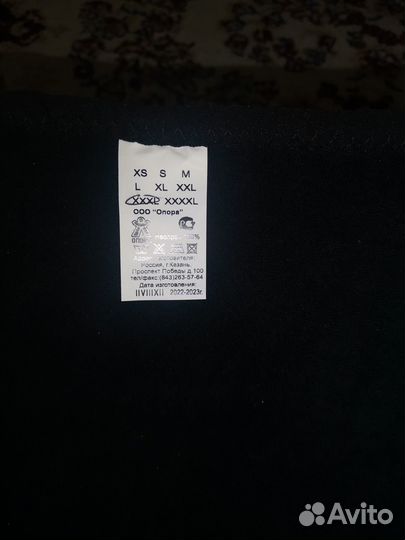 XS S M
L XL XXL
XXXL XXXXL
ООО "Опора"
Адрес изготовителя:
Россия, г.Казань,
Проспект Победы д.100
тел/факс:(843)263-57-64
Дата изготовления:
2022-2023г.
Avito